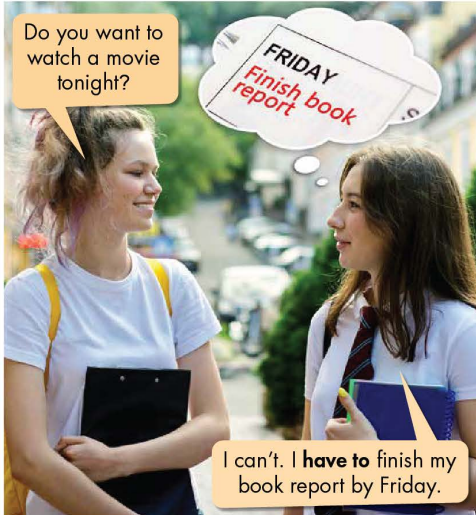 Do you want to
watch a movie
tonight?
FRIDAY
Finish book
report
I can't. I have to finish my
book report by Friday.